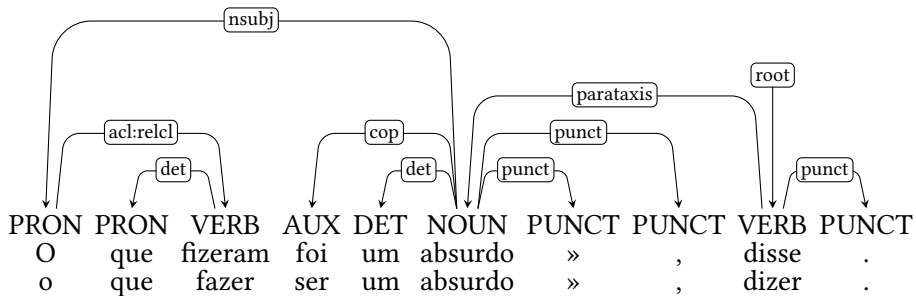 nsubj
root
parataxis
acl:relcl cop punct
det det punct punct
PRON PRON VERB AUX DET NOUN PUNCT PUNCT VERB PUNCT
O que fizeram foi um absurdo » , disse .
o que fazer ser um absurdo » , dizer .